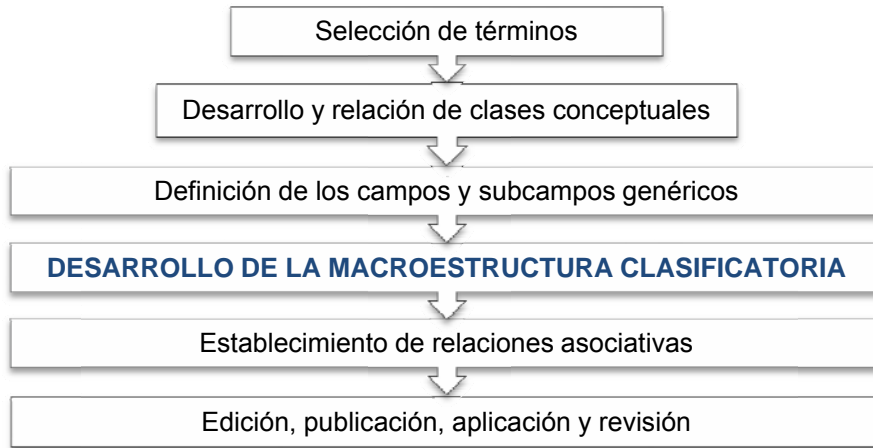 Selección de términos
Desarrollo y relación de clases conceptuales
Definición de los campos y subcampos genéricos
DESARROLLO DE LA MACROESTRUCTURA CLASIFICATORIA
Establecimiento de relaciones asociativas
Edición, publicación, aplicación y revisión